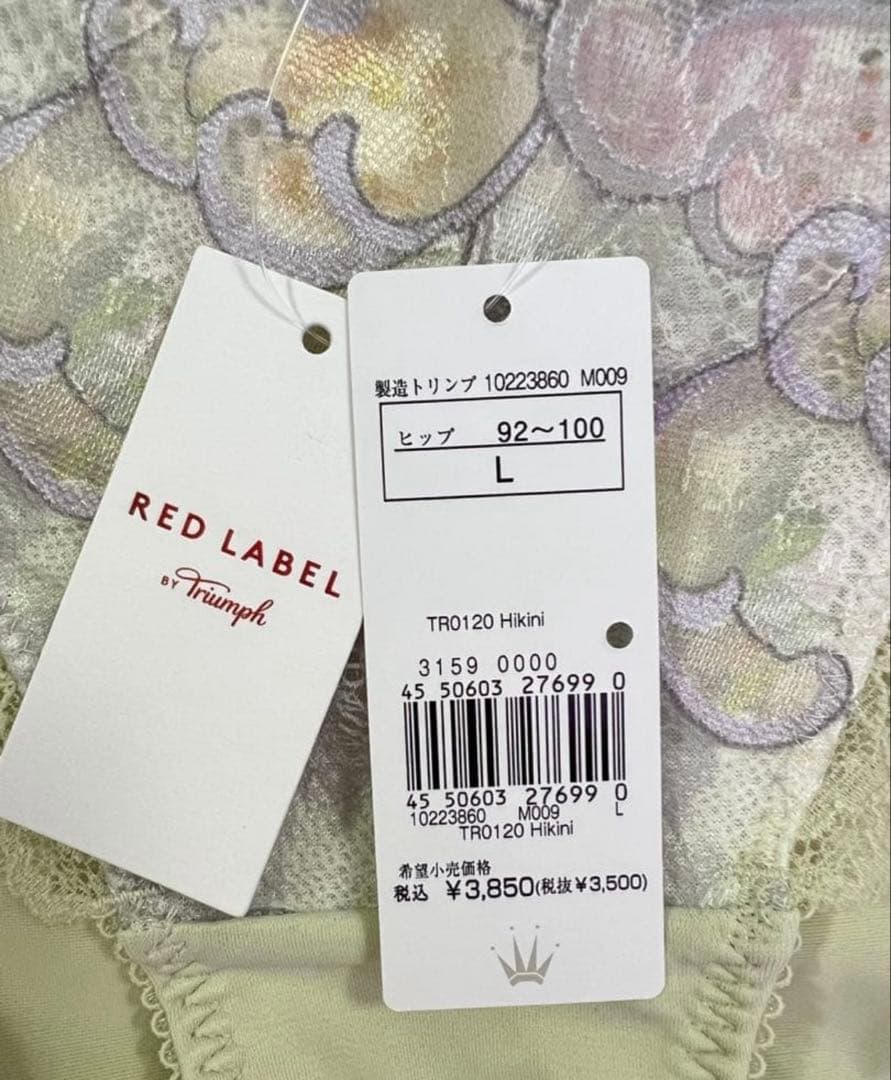 RED LABEL
BY Triumph
製造トリンプ 10223860 M009
ヒップ 92〜100
L
TR0120 Hikini
3159 0000
45 50603 27699 0
45 50603 27699 0
10223860 M009 L
TR0120 Hikini
希望小売価格
税込 ¥3,850(税抜¥3,500)